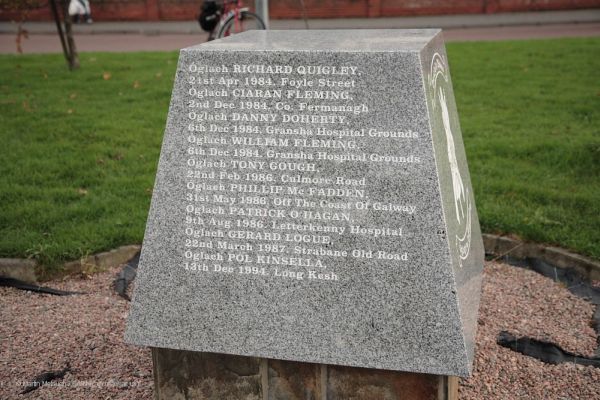 Óglach RICHARD QUIGLEY,
21st Apr 1984, Foyle Street
Óglach CIARAN FLEMING,
2nd Dec 1984, Co. Fermanagh
Óglach DANNY DOHERTY,
6th Dec 1984, Gransha Hospital Grounds
Óglach WILLIAM FLEMING,
6th Dec 1984, Gransha Hospital Grounds
Óglach TONY GOUGH,
22nd Feb 1986, Culmore Road
Óglach PHILLIP Mc FADDEN,
31st May 1986, Off The Coast Of Galway
Óglach PATRICK O'HAGAN,
9th Aug 1986, Letterkenny Hospital
Óglach GERARD LOGUE,
22nd March 1987, Strabane Old Road
Óglach POL KINSELLA
13th Dec 1994, Long Kesh